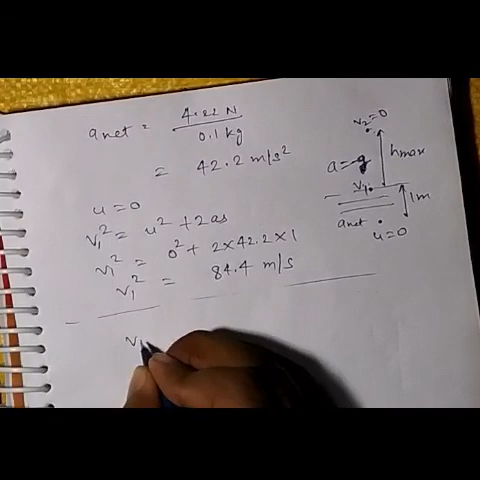 a net = 4.22 N / 0.1 kg
= 42.2 m/s²
u = 0
v₁² = u² + 2as
v₁² = 0² + 2×42.2×1
v₁² = 84.4 m/s
v₁
v₂=0
hmax
a=-g
v₁
1m
anet
u=0